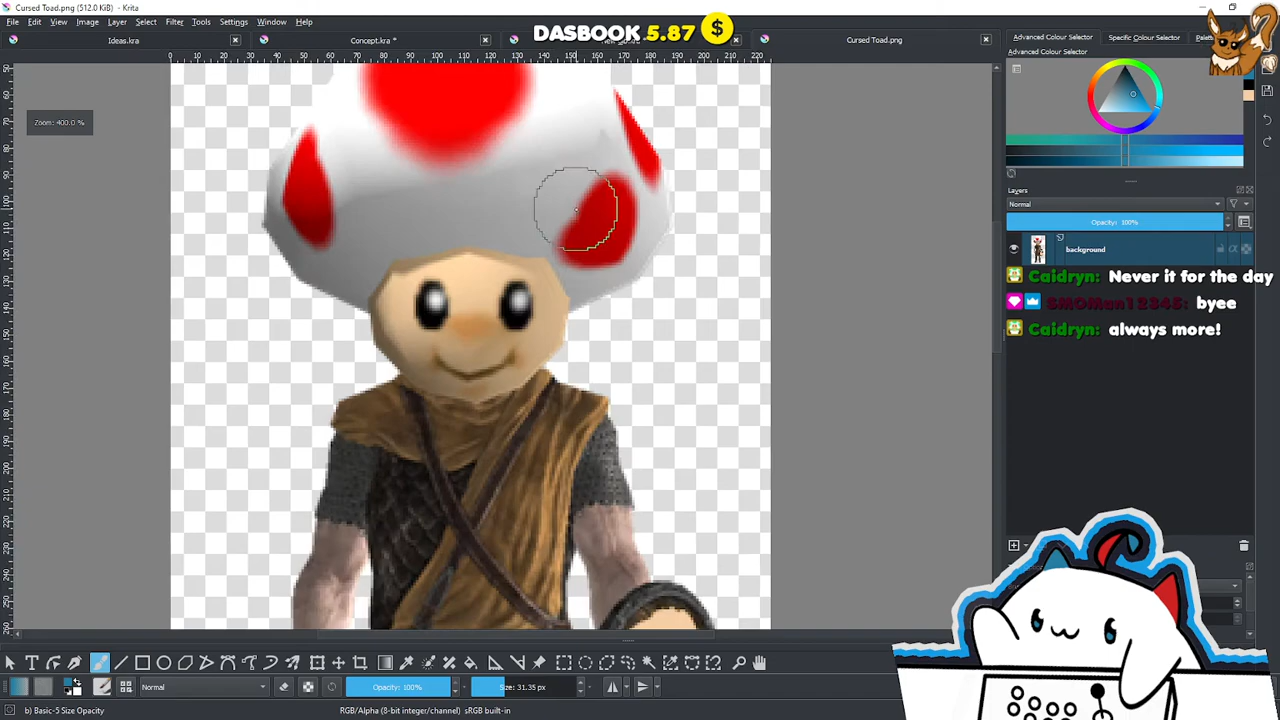 Cursed Toad.png (512.0 KiB) - Krita
File Edit View Image Layer Select Filter Tools Settings Window Help
DASBOOK 5.87 $
Ideas.kra
Concept.kra *
Cursed Toad.png
Advanced Colour Selector Specific Colour Selector
Advanced Colour Selector
Zoom: 400.0 %
Layers
Normal
Opacity: 100%
background
Caidryn: Never it for the day
SMOMan12345: byee
Caidryn: always more!
Normal
Opacity: 100%
Size: 31.35 px
b) Basic-5 Size Opacity
RGB/Alpha (8-bit integer/channel) sRGB built-in